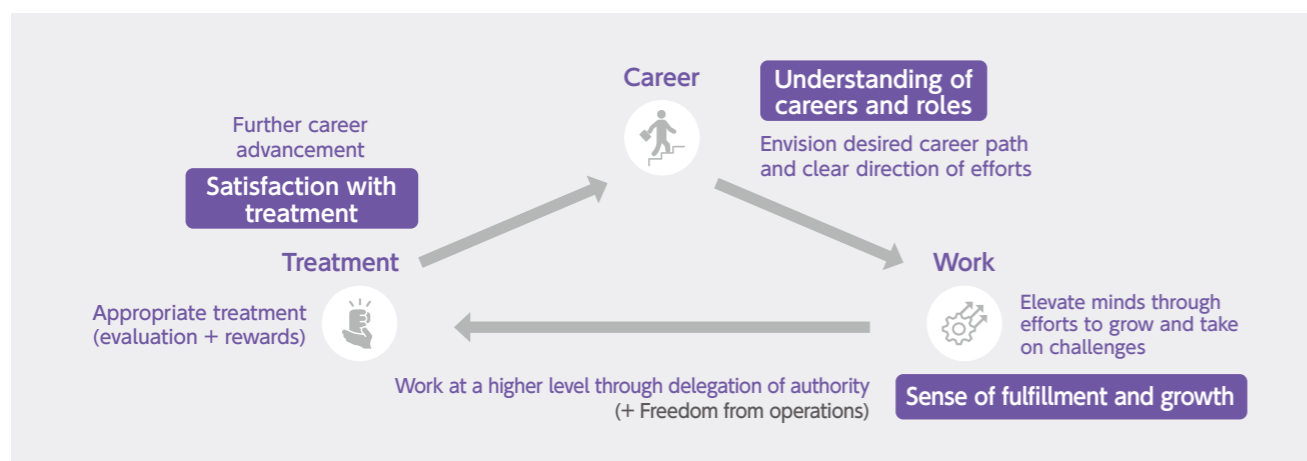 Career
Understanding of
careers and roles
Envision desired career path
and clear direction of efforts
Further career
advancement
Satisfaction with
treatment
Treatment
Appropriate treatment
(evaluation + rewards)
Work
Elevate minds through
efforts to grow and take
on challenges
Work at a higher level through delegation of authority
(+ Freedom from operations)
Sense of fulfillment and growth